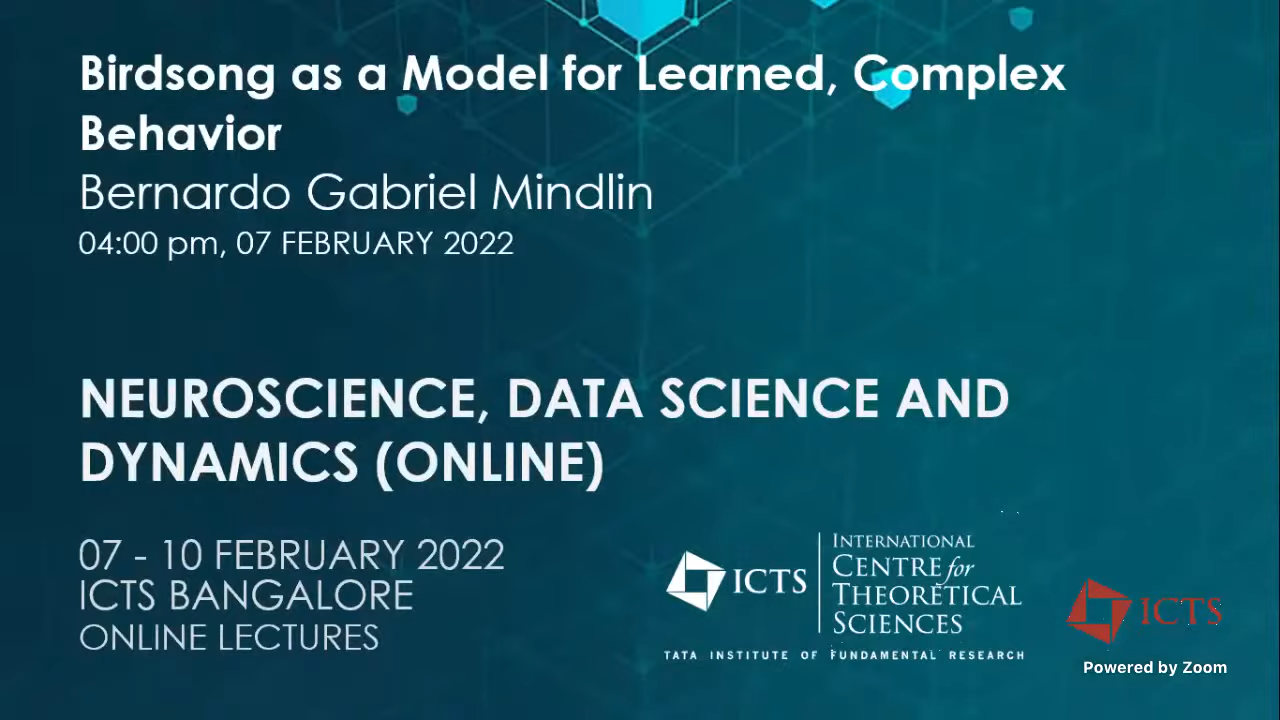 Birdsong as a Model for Learned, Complex
Behavior
Bernardo Gabriel Mindlin
04:00 pm, 07 FEBRUARY 2022
NEUROSCIENCE, DATA SCIENCE AND
DYNAMICS (ONLINE)
07 - 10 FEBRUARY 2022
ICTS BANGALORE
ONLINE LECTURES
ICTS
INTERNATIONAL
CENTRE for
THEORETICAL
SCIENCES
TATA INSTITUTE OF FUNDAMENTAL RESEARCH
ICTS
Powered by Zoom